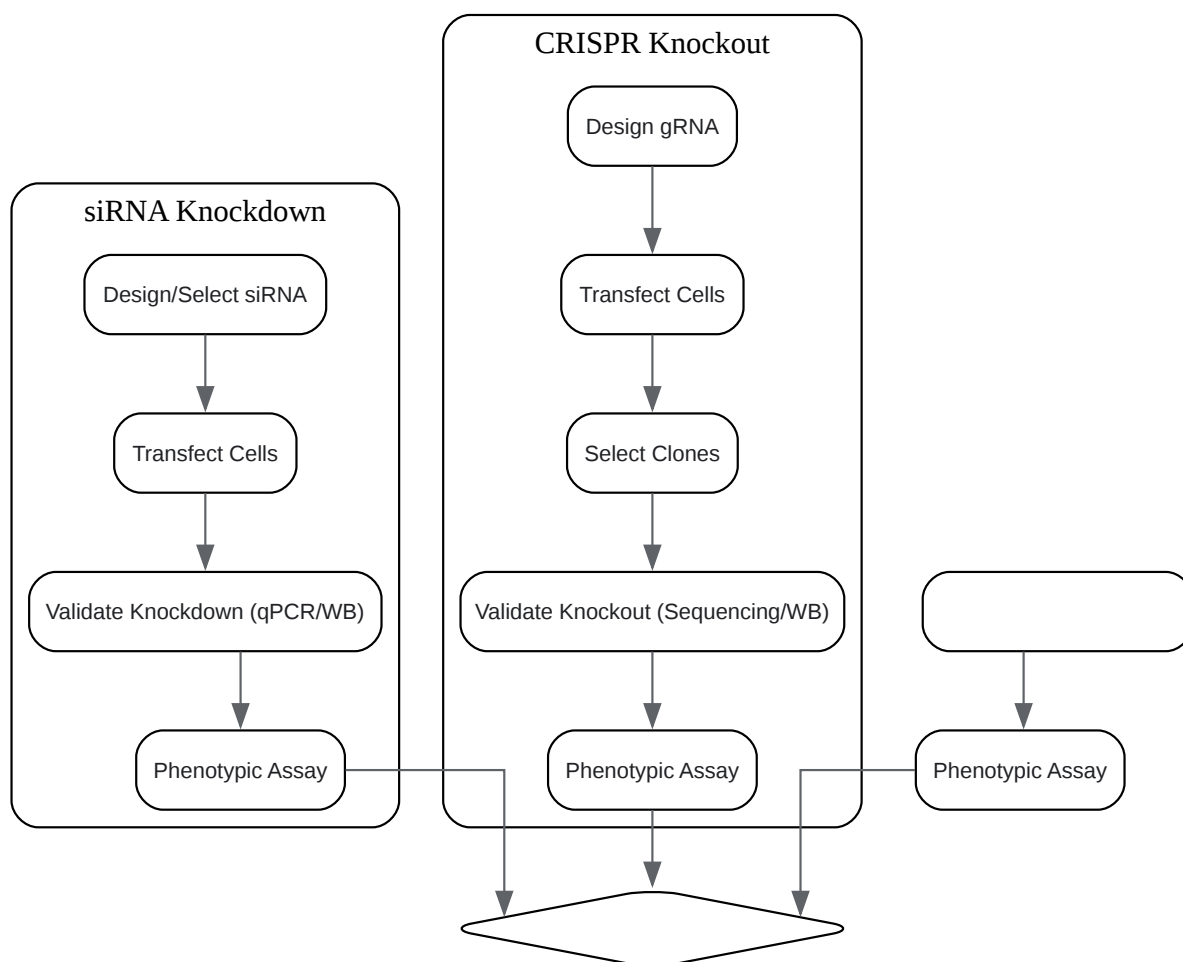 CRISPR Knockout
Design gRNA
Transfect Cells
Select Clones
Validate Knockout (Sequencing/WB)
Phenotypic Assay
siRNA Knockdown
Design/Select siRNA
Transfect Cells
Validate Knockdown (qPCR/WB)
Phenotypic Assay
Phenotypic Assay